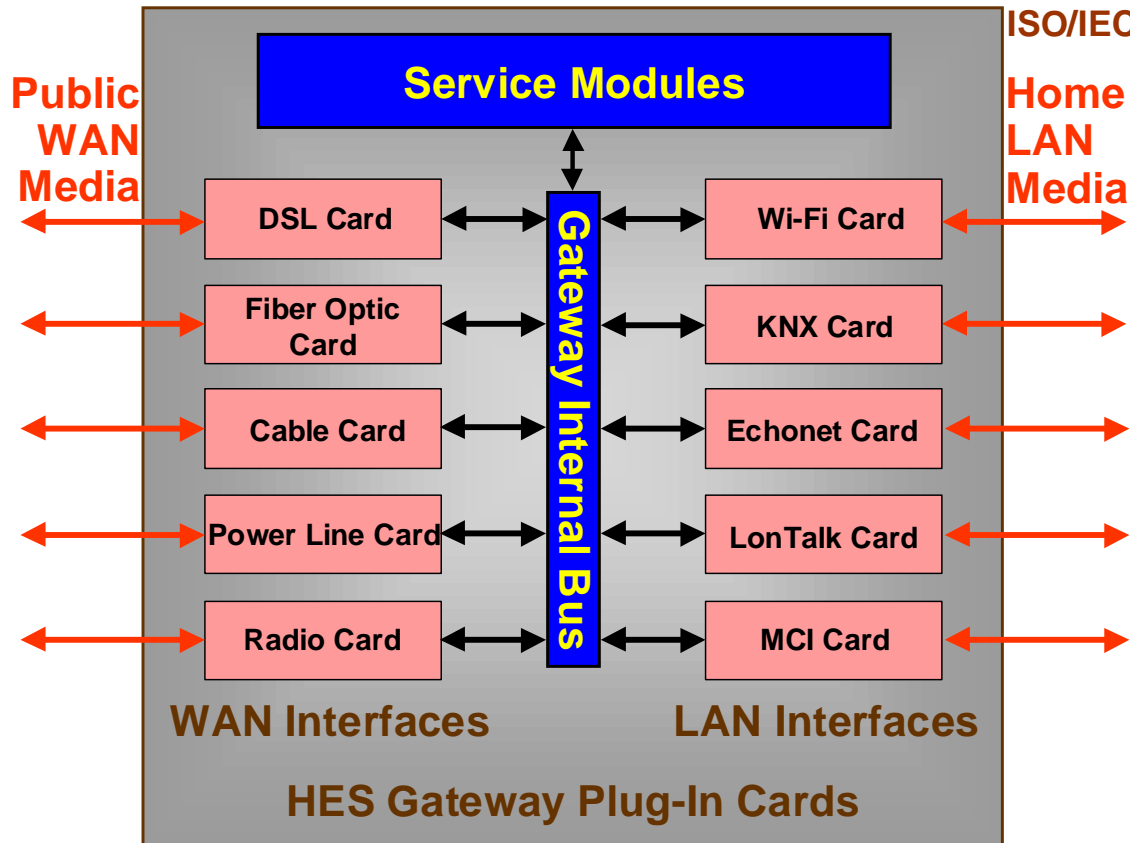 ISO/IEC
Service Modules
Public
WAN
Media
Home
LAN
Media
DSL Card
Fiber Optic
Card
Cable Card
Power Line Card
Radio Card
Gateway Internal Bus
Wi-Fi Card
KNX Card
Echonet Card
LonTalk Card
MCI Card
WAN Interfaces
LAN Interfaces
HES Gateway Plug-In Cards